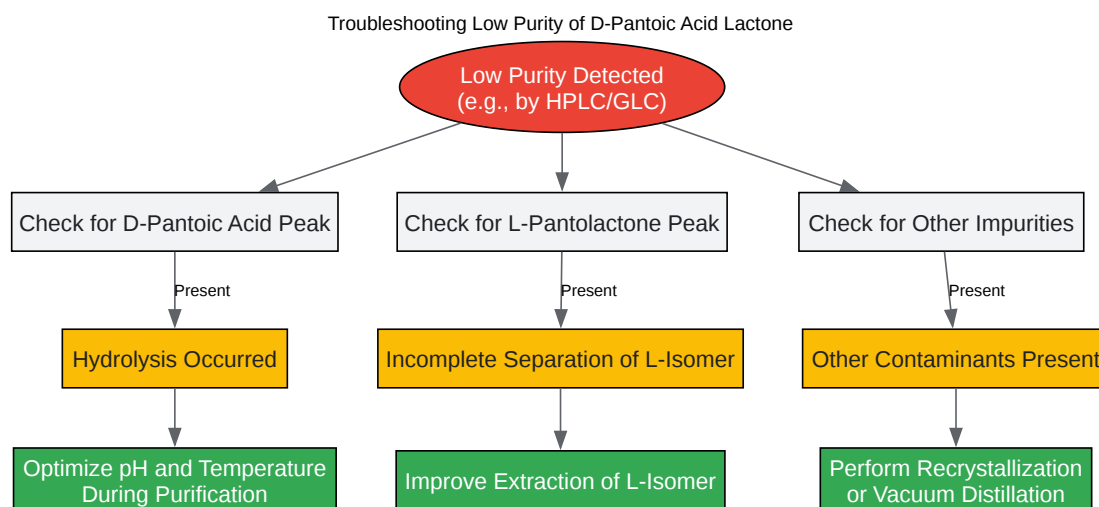 Troubleshooting Low Purity of D-Pantoic Acid Lactone
Low Purity Detected
(e.g., by HPLC/GLC)
Check for D-Pantoic Acid Peak
Check for L-Pantolactone Peak
Check for Other Impurities
Present
Present
Present
Hydrolysis Occurred
Incomplete Separation of L-Isomer
Other Contaminants Present
Optimize pH and Temperature
During Purification
Improve Extraction of L-Isomer
Perform Recrystallization
or Vacuum Distillation